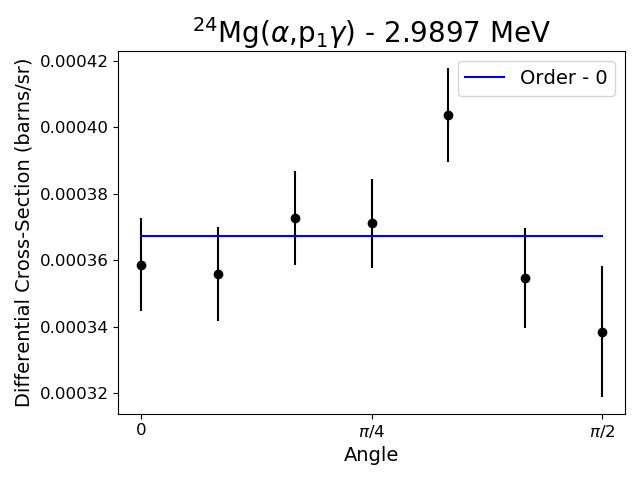 ²⁴Mg(α,p₁γ) - 2.9897 MeV
Order - 0
Differential Cross-Section (barns/sr)
0.00042
0.00040
0.00038
0.00036
0.00034
0.00032
0 π/4 π/2
Angle